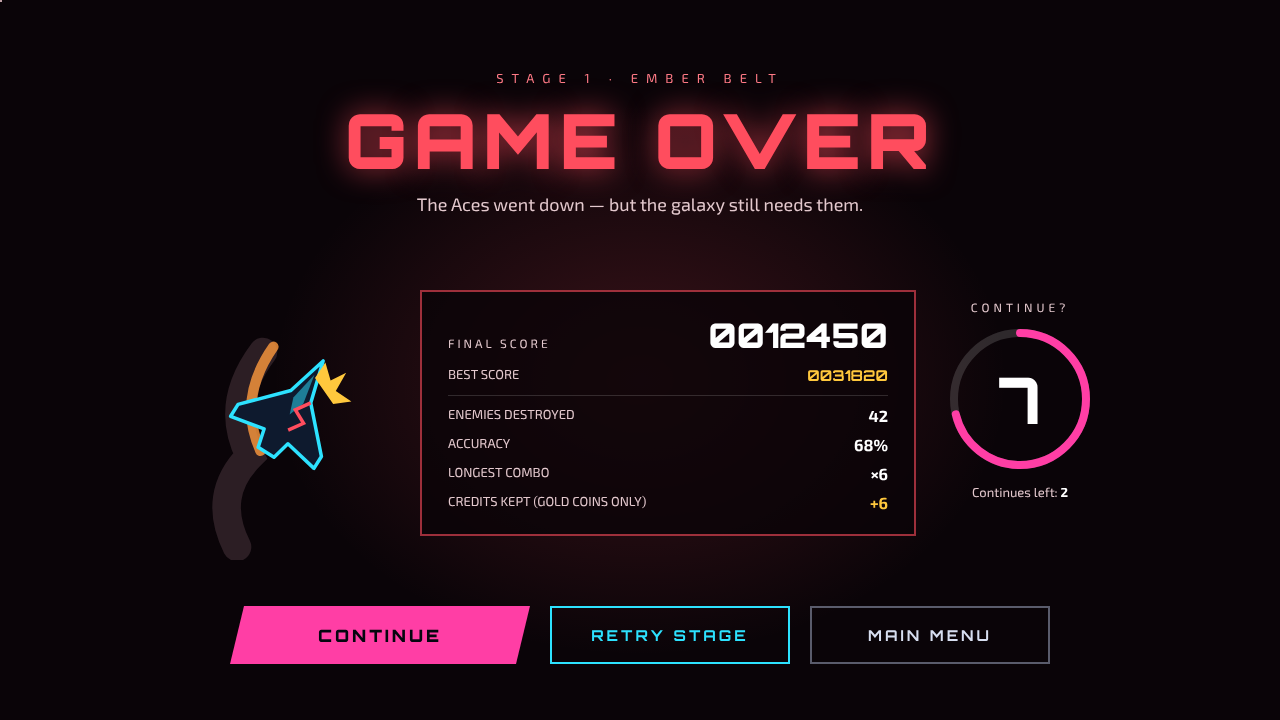 STAGE 1 · EMBER BELT
GAME OVER
The Aces went down — but the galaxy still needs them.
FINAL SCORE 0012450
BEST SCORE 0031820
ENEMIES DESTROYED 42
ACCURACY 68%
LONGEST COMBO ×6
CREDITS KEPT (GOLD COINS ONLY) +6
CONTINUE?
7
Continues left: 2
CONTINUE
RETRY STAGE
MAIN MENU